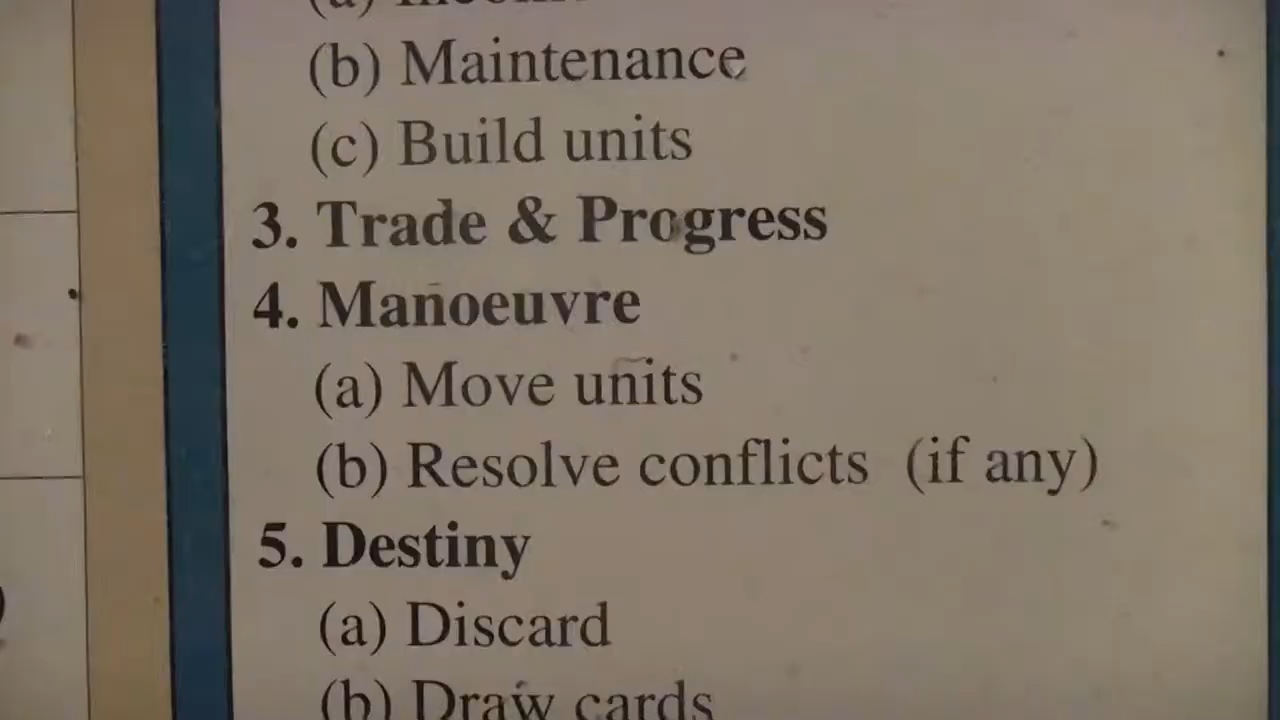 (b) Maintenance
(c) Build units
3. Trade & Progress
4. Manoeuvre
(a) Move units
(b) Resolve conflicts (if any)
5. Destiny
(a) Discard
(b) Draw cards